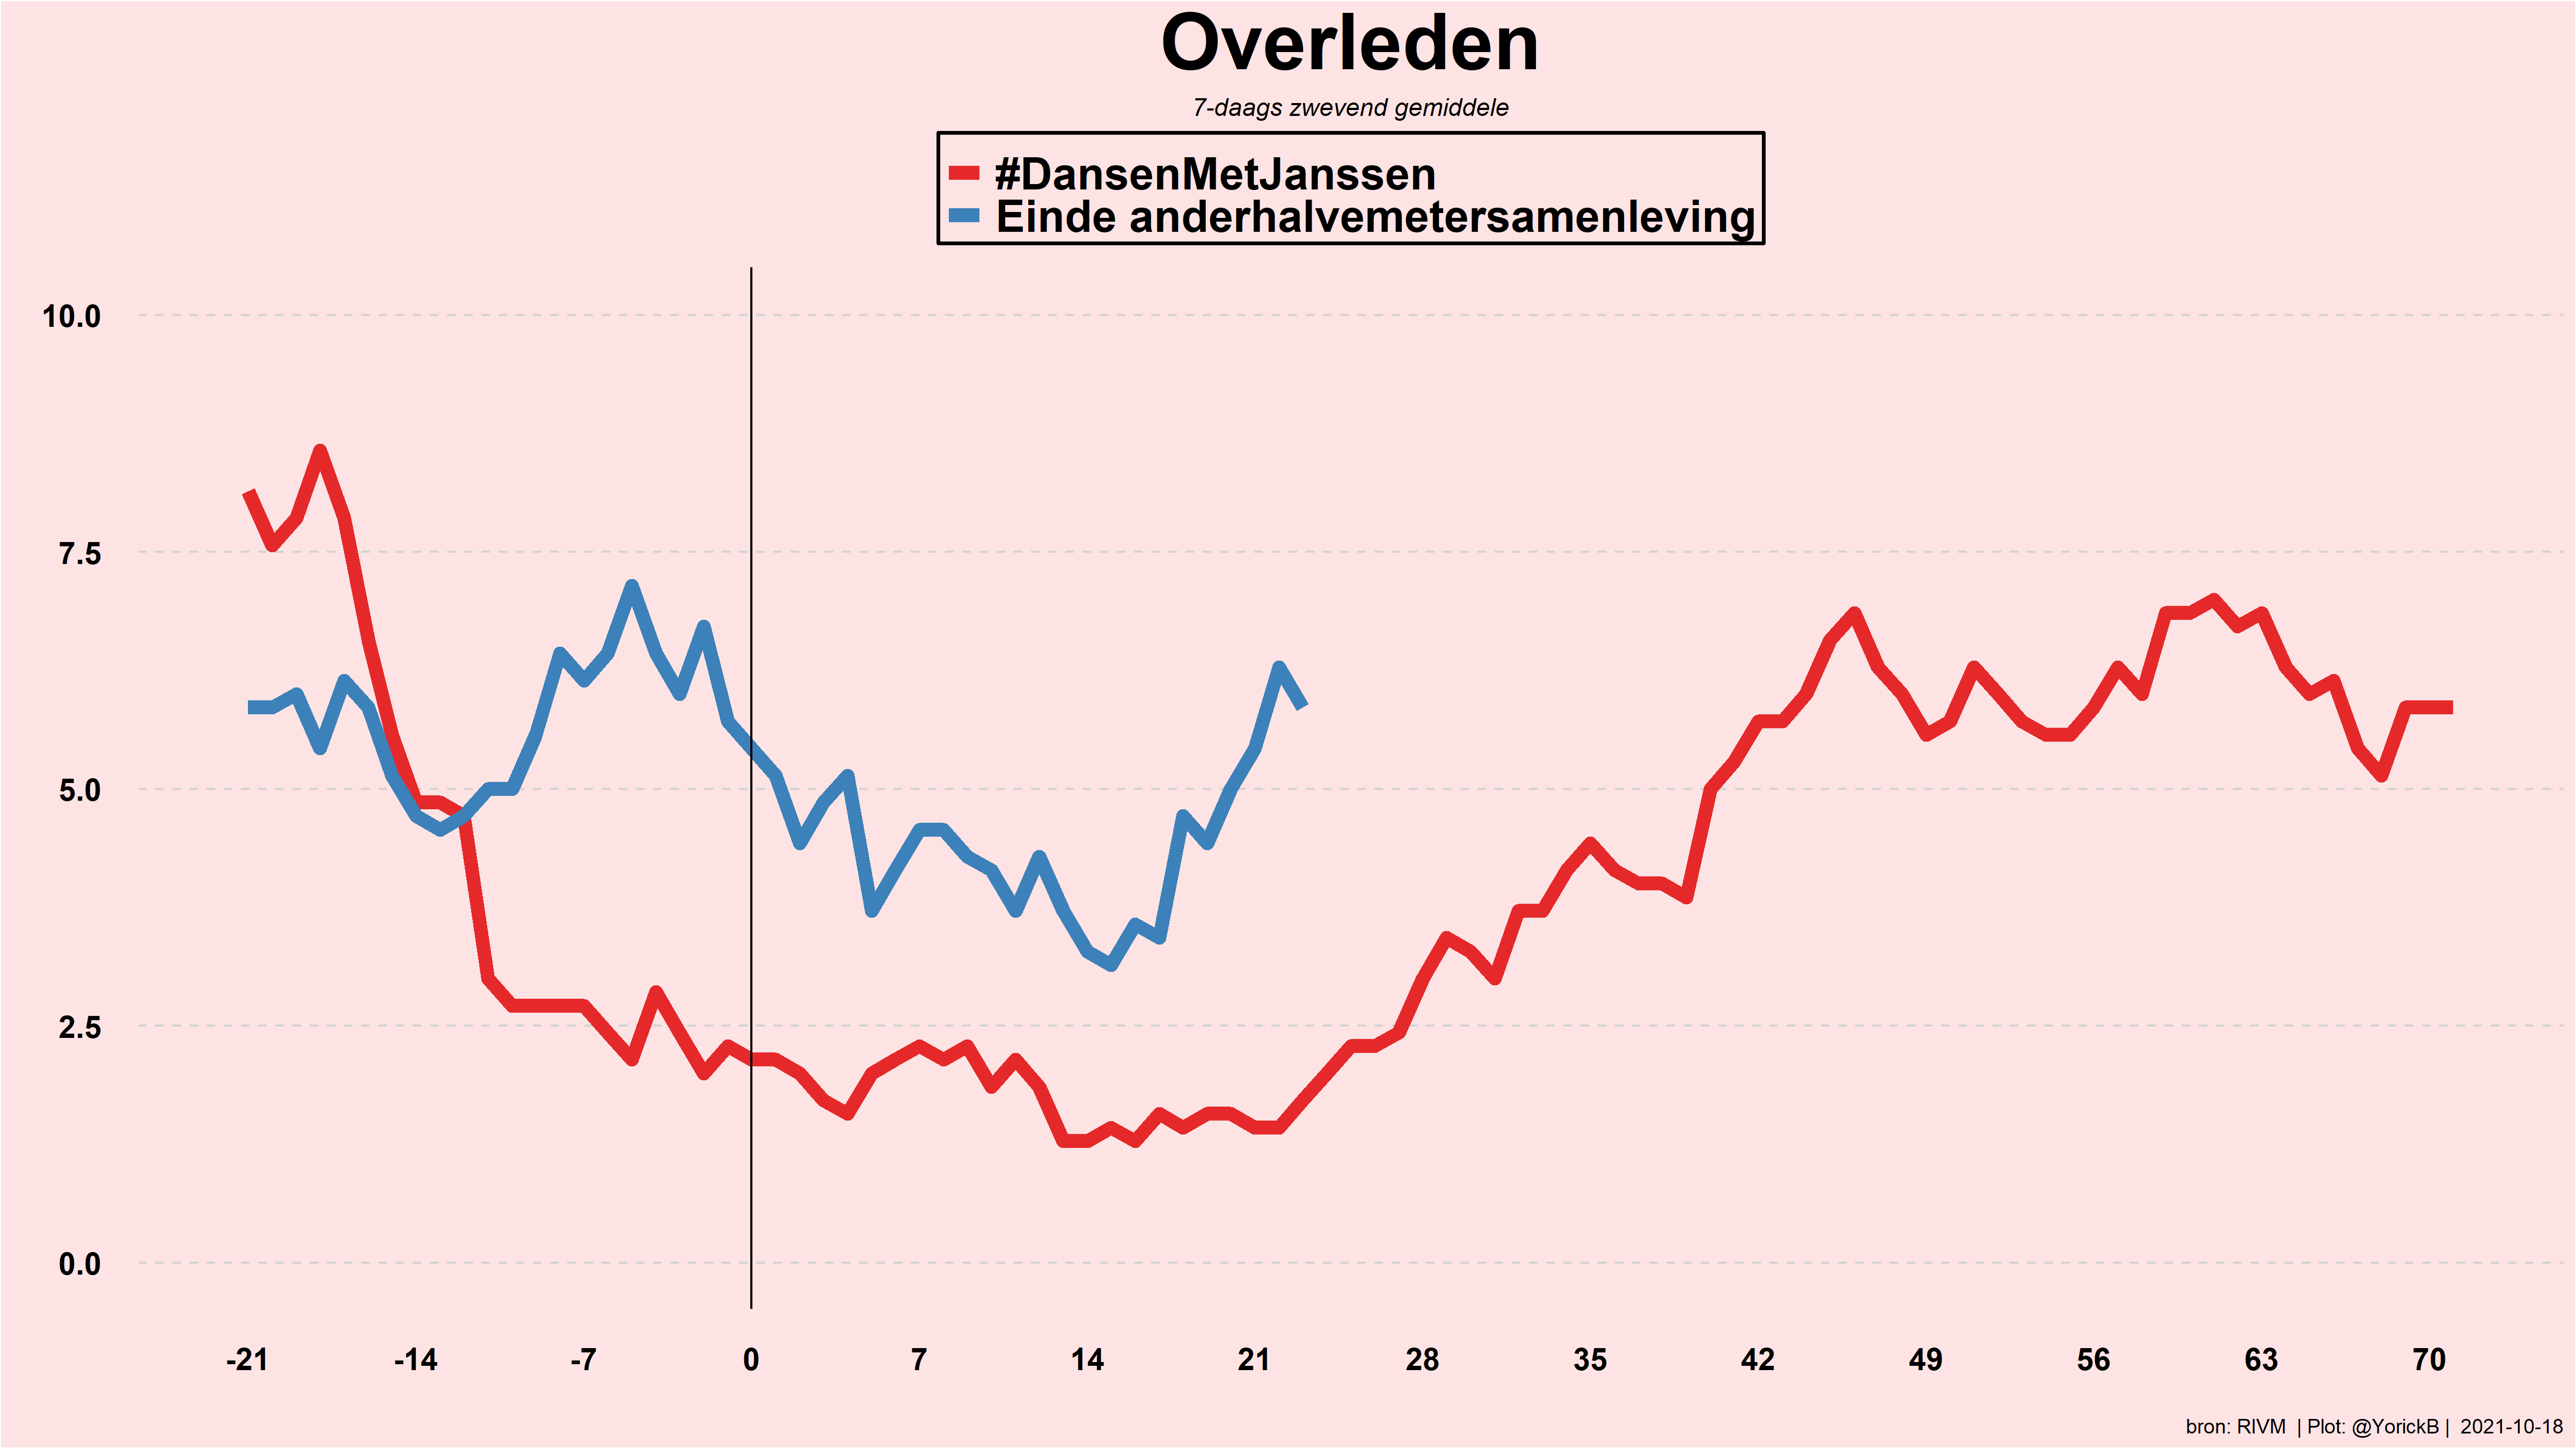 Overleden
7-daags zwevend gemiddele
#DansenMetJanssen
Einde anderhalvemetersamenleving
10.0
7.5
5.0
2.5
0.0
-21 -14 -7 0 7 14 21 28 35 42 49 56 63 70
bron: RIVM | Plot: @YorickB | 2021-10-18